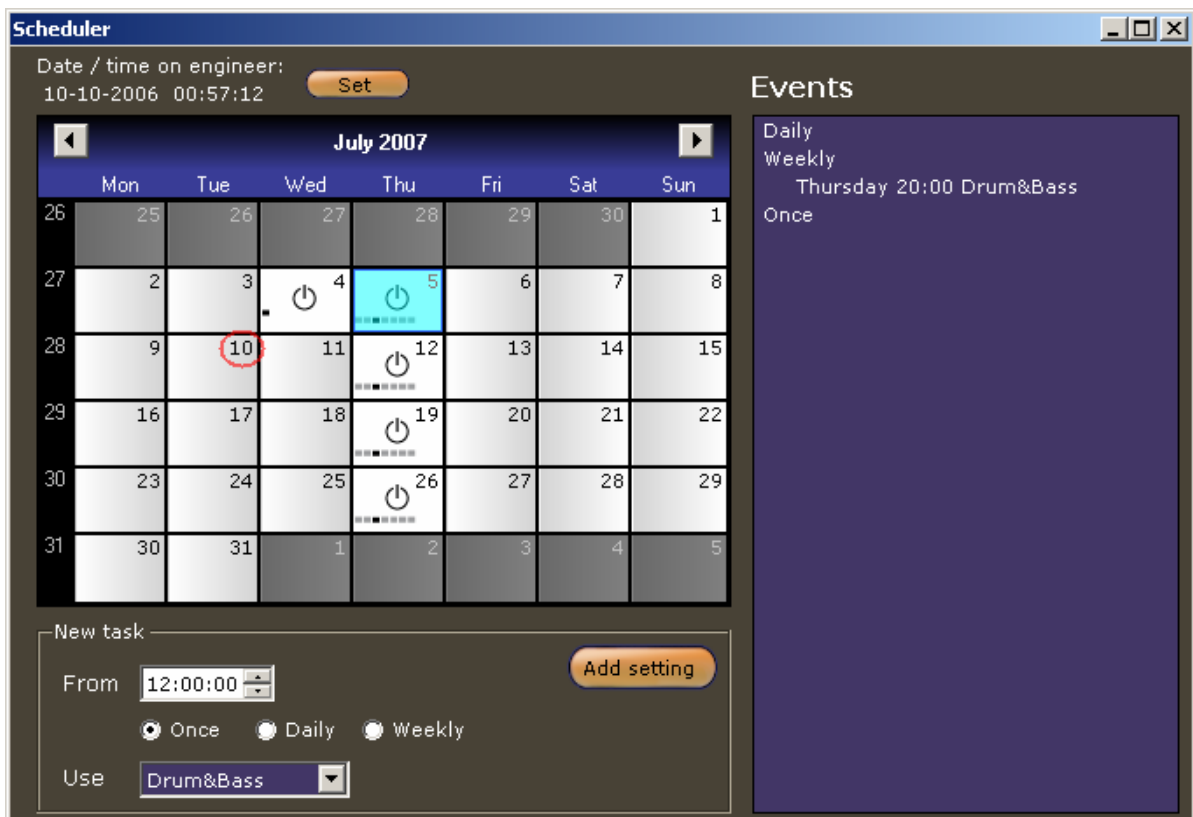 Scheduler
Date / time on engineer:
10-10-2006 00:57:12
Set
July 2007
Mon Tue Wed Thu Fri Sat Sun
26 25 26 27 28 29 30 1
27 2 3 4 5 6 7 8
28 9 10 11 12 13 14 15
29 16 17 18 19 20 21 22
30 23 24 25 26 27 28 29
31 30 31 1 2 3 4 5
New task
From 12:00:00
Add setting
Once Daily Weekly
Use Drum&Bass
Events
Daily
Weekly
Thursday 20:00 Drum&Bass
Once